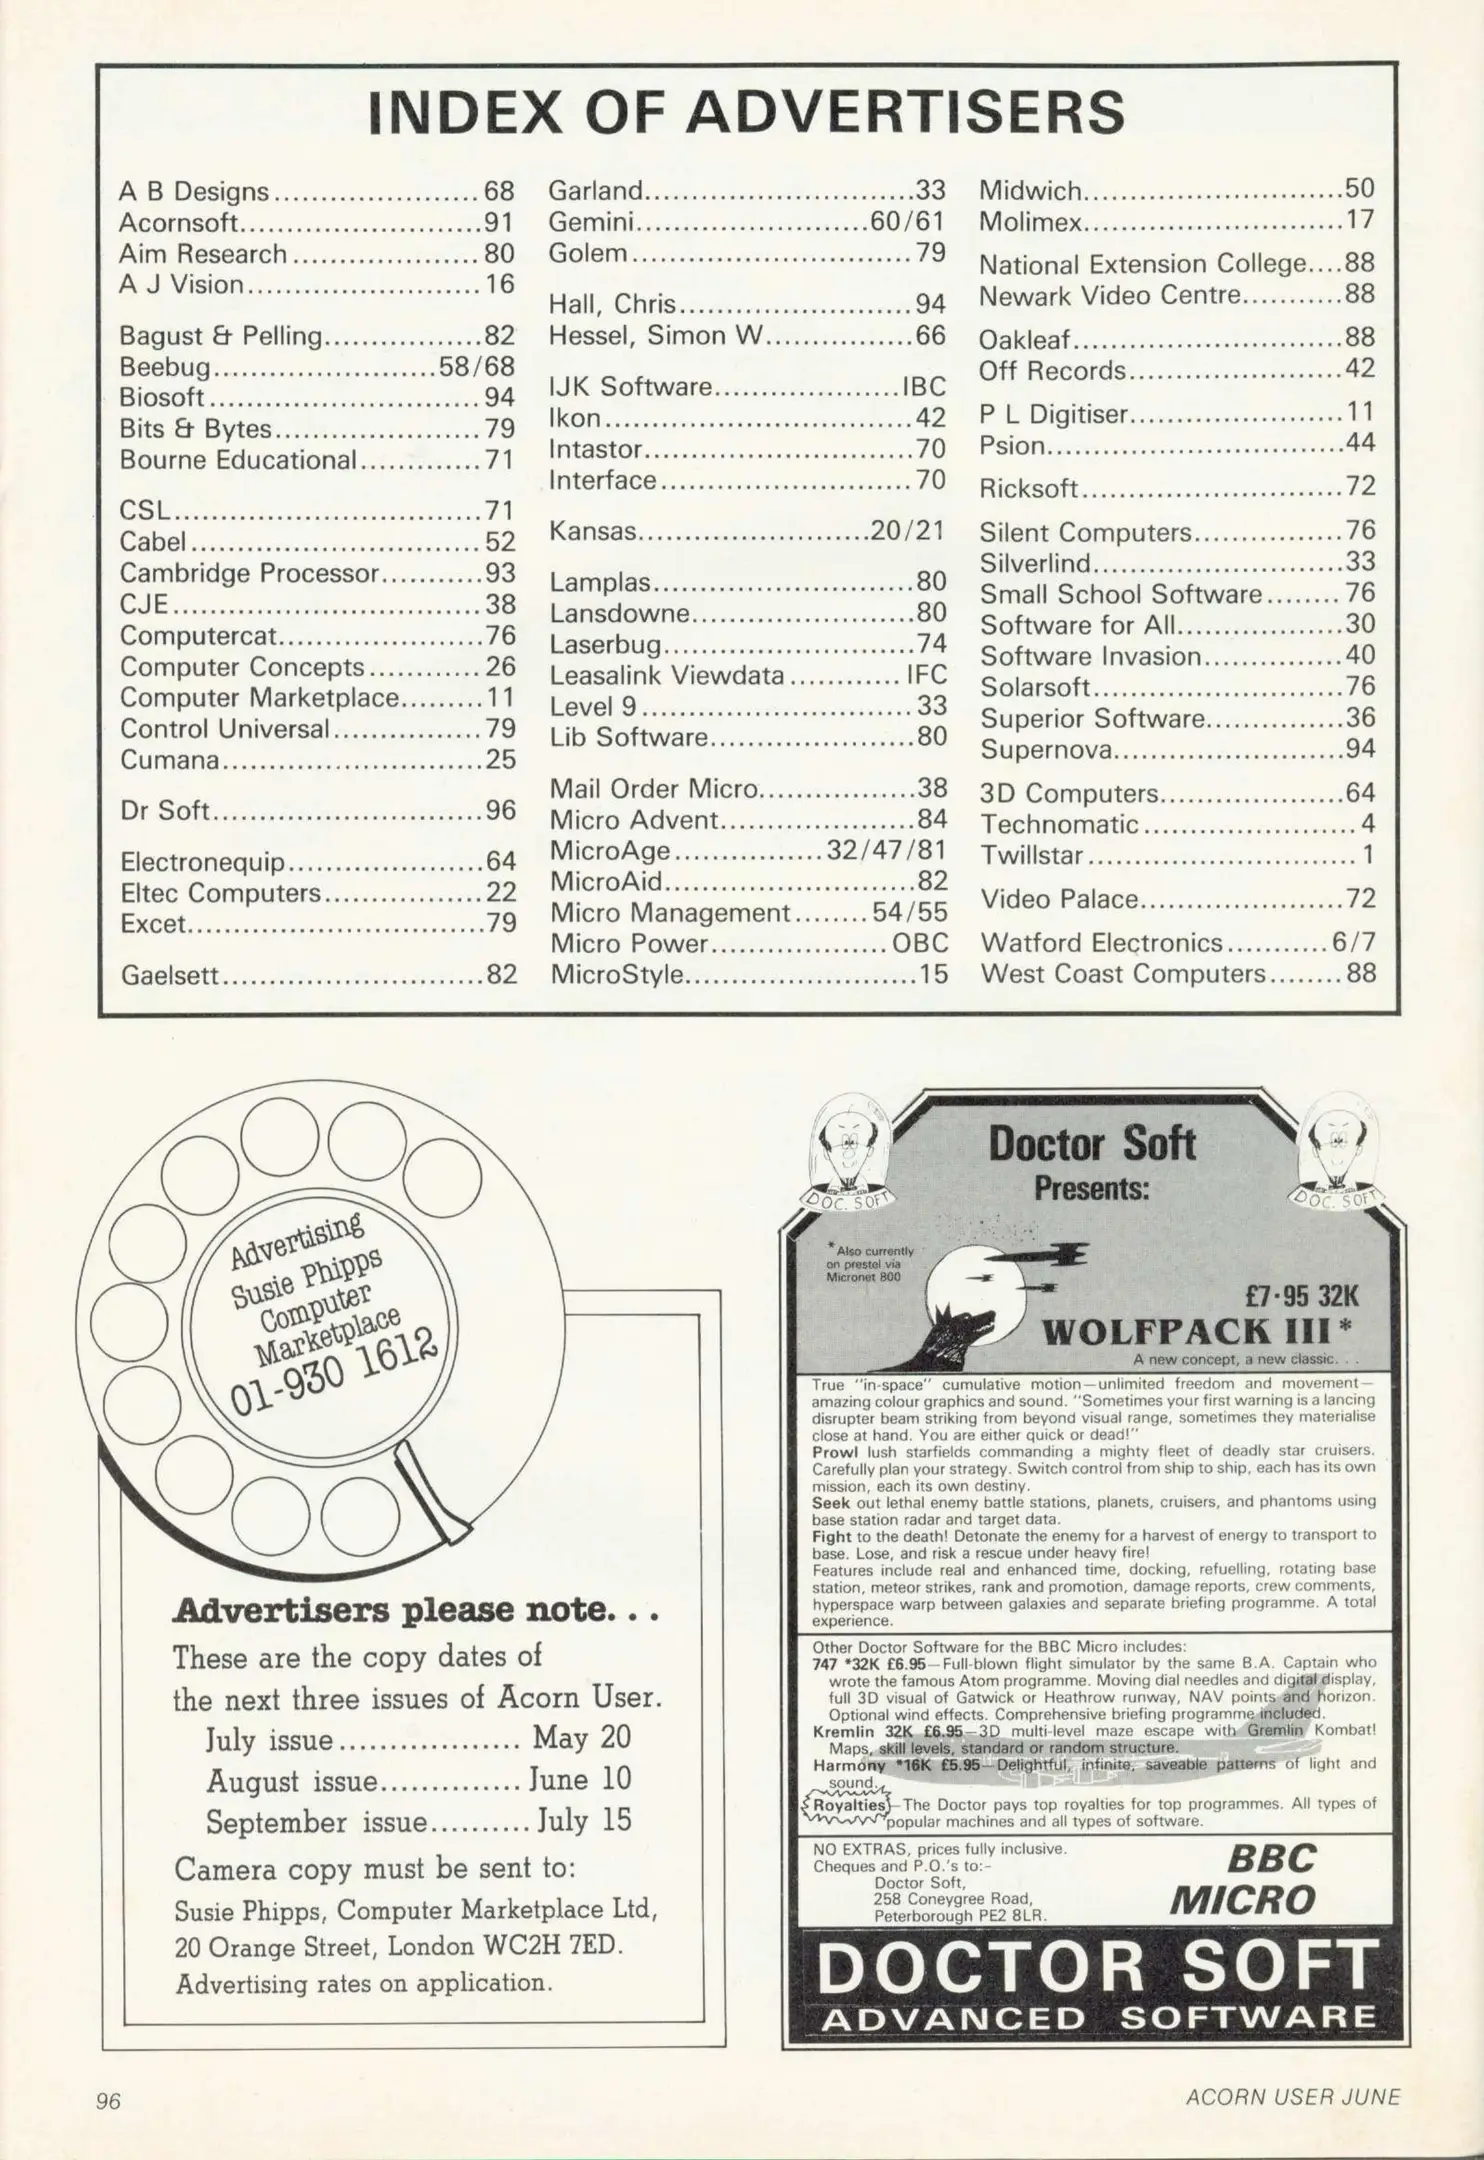 INDEX OF ADVERTISERS
A B Designs......................68
Acornsoft..........................91
Aim Research....................80
A J Vision.........................16
Bagust & Pelling.................82
Beebug........................58/68
Biosoft.............................94
Bits & Bytes......................79
Bourne Educational.............71
CSL.................................71
Cabel...............................52
Cambridge Processor...........93
CJE.................................38
Computercat......................76
Computer Concepts............26
Computer Marketplace.........11
Control Universal................79
Cumana............................25
Dr Soft.............................96
Electronequip.....................64
Eltec Computers.................22
Excet................................79
Gaelsett............................82
Garland.............................33
Gemini.........................60/61
Golem..............................79
Hall, Chris.........................94
Hessel, Simon W................66
IJK Software....................IBC
Ikon.................................42
Intastor.............................70
Interface...........................70
Kansas.........................20/21
Lamplas............................80
Lansdowne........................80
Laserbug...........................74
Leasalink Viewdata............IFC
Level 9.............................33
Lib Software......................80
Mail Order Micro.................38
Micro Advent.....................84
MicroAge................32/47/81
MicroAid...........................82
Micro Management........54/55
Micro Power...................OBC
MicroStyle.........................15
Midwich............................50
Molimex............................17
National Extension College....88
Newark Video Centre...........88
Oakleaf.............................88
Off Records.......................42
P L Digitiser.......................11
Psion................................44
Ricksoft............................72
Silent Computers................76
Silverlind...........................33
Small School Software........76
Software for All..................30
Software Invasion...............40
Solarsoft...........................76
Superior Software...............36
Supernova.........................94
3D Computers....................64
Technomatic.......................4
Twillstar.............................1
Video Palace......................72
Watford Electronics...........6/7
West Coast Computers........88
Advertising
Susie Phipps
Computer
Marketplace
01-930 1612
Advertisers please note. . .
These are the copy dates of
the next three issues of Acorn User.
July issue................... May 20
August issue...............June 10
September issue..........July 15
Camera copy must be sent to:
Susie Phipps, Computer Marketplace Ltd,
20 Orange Street, London WC2H 7ED.
Advertising rates on application.
DOC. SOFT
DOC. SOFT
Doctor Soft
Presents:
*Also currently
on prestel via
Micronet 800
£7·95 32K
WOLFPACK III*
A new concept, a new classic. . .
True "in-space" cumulative motion—unlimited freedom and movement—
amazing colour graphics and sound. "Sometimes your first warning is a lancing
disrupter beam striking from beyond visual range, sometimes they materialise
close at hand. You are either quick or dead!"
Prowl lush starfields commanding a mighty fleet of deadly star cruisers.
Carefully plan your strategy. Switch control from ship to ship, each has its own
mission, each its own destiny.
Seek out lethal enemy battle stations, planets, cruisers, and phantoms using
base station radar and target data.
Fight to the death! Detonate the enemy for a harvest of energy to transport to
base. Lose, and risk a rescue under heavy fire!
Features include real and enhanced time, docking, refuelling, rotating base
station, meteor strikes, rank and promotion, damage reports, crew comments,
hyperspace warp between galaxies and separate briefing programme. A total
experience.
Other Doctor Software for the BBC Micro includes:
747 *32K £6.95—Full-blown flight simulator by the same B.A. Captain who
wrote the famous Atom programme. Moving dial needles and digital display,
full 3D visual of Gatwick or Heathrow runway, NAV points and horizon.
Optional wind effects. Comprehensive briefing programme included.
Kremlin 32K £6.95—3D multi-level maze escape with Gremlin Kombat!
Maps, skill levels, standard or random structure.
Harmony *16K £5.95—Delightful, infinite, saveable patterns of light and
sound.
Royalties—The Doctor pays top royalties for top programmes. All types of
popular machines and all types of software.
NO EXTRAS, prices fully inclusive.
Cheques and P.O.'s to:-
Doctor Soft,
258 Coneygree Road,
Peterborough PE2 8LR.
BBC
MICRO
DOCTOR SOFT
ADVANCED SOFTWARE
96
ACORN USER JUNE